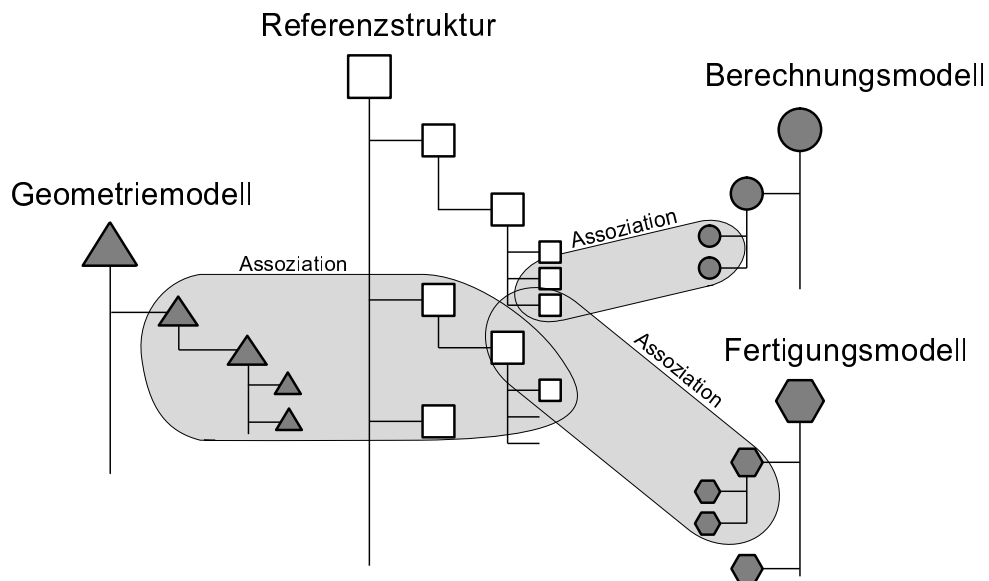 Referenzstruktur
Berechnungsmodell
Geometriemodell
Assoziation
Assoziation
Assoziation
Fertigungsmodell